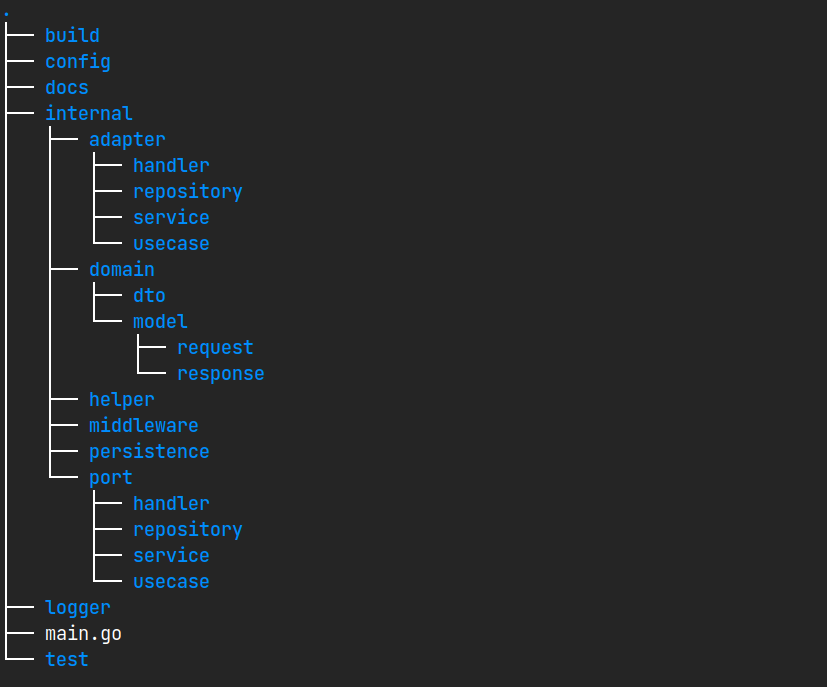 .
├── build
├── config
├── docs
├── internal
│   ├── adapter
│   │   ├── handler
│   │   ├── repository
│   │   ├── service
│   │   └── usecase
│   ├── domain
│   │   ├── dto
│   │   └── model
│   │       ├── request
│   │       └── response
│   ├── helper
│   ├── middleware
│   ├── persistence
│   └── port
│       ├── handler
│       ├── repository
│       ├── service
│       └── usecase
├── logger
├── main.go
└── test